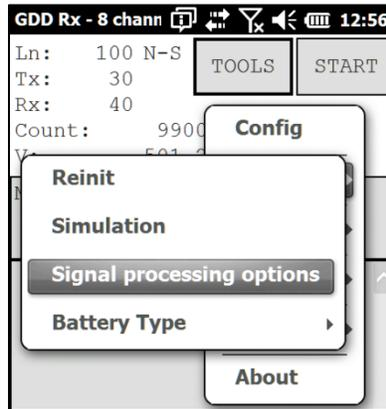 GDD Rx - 8 chann 12:56
Ln: 100 N-S
Tx: 30
Rx: 40
Count: 9900
TOOLS
START
Config
Reinit
Simulation
Signal processing options
Battery Type
About